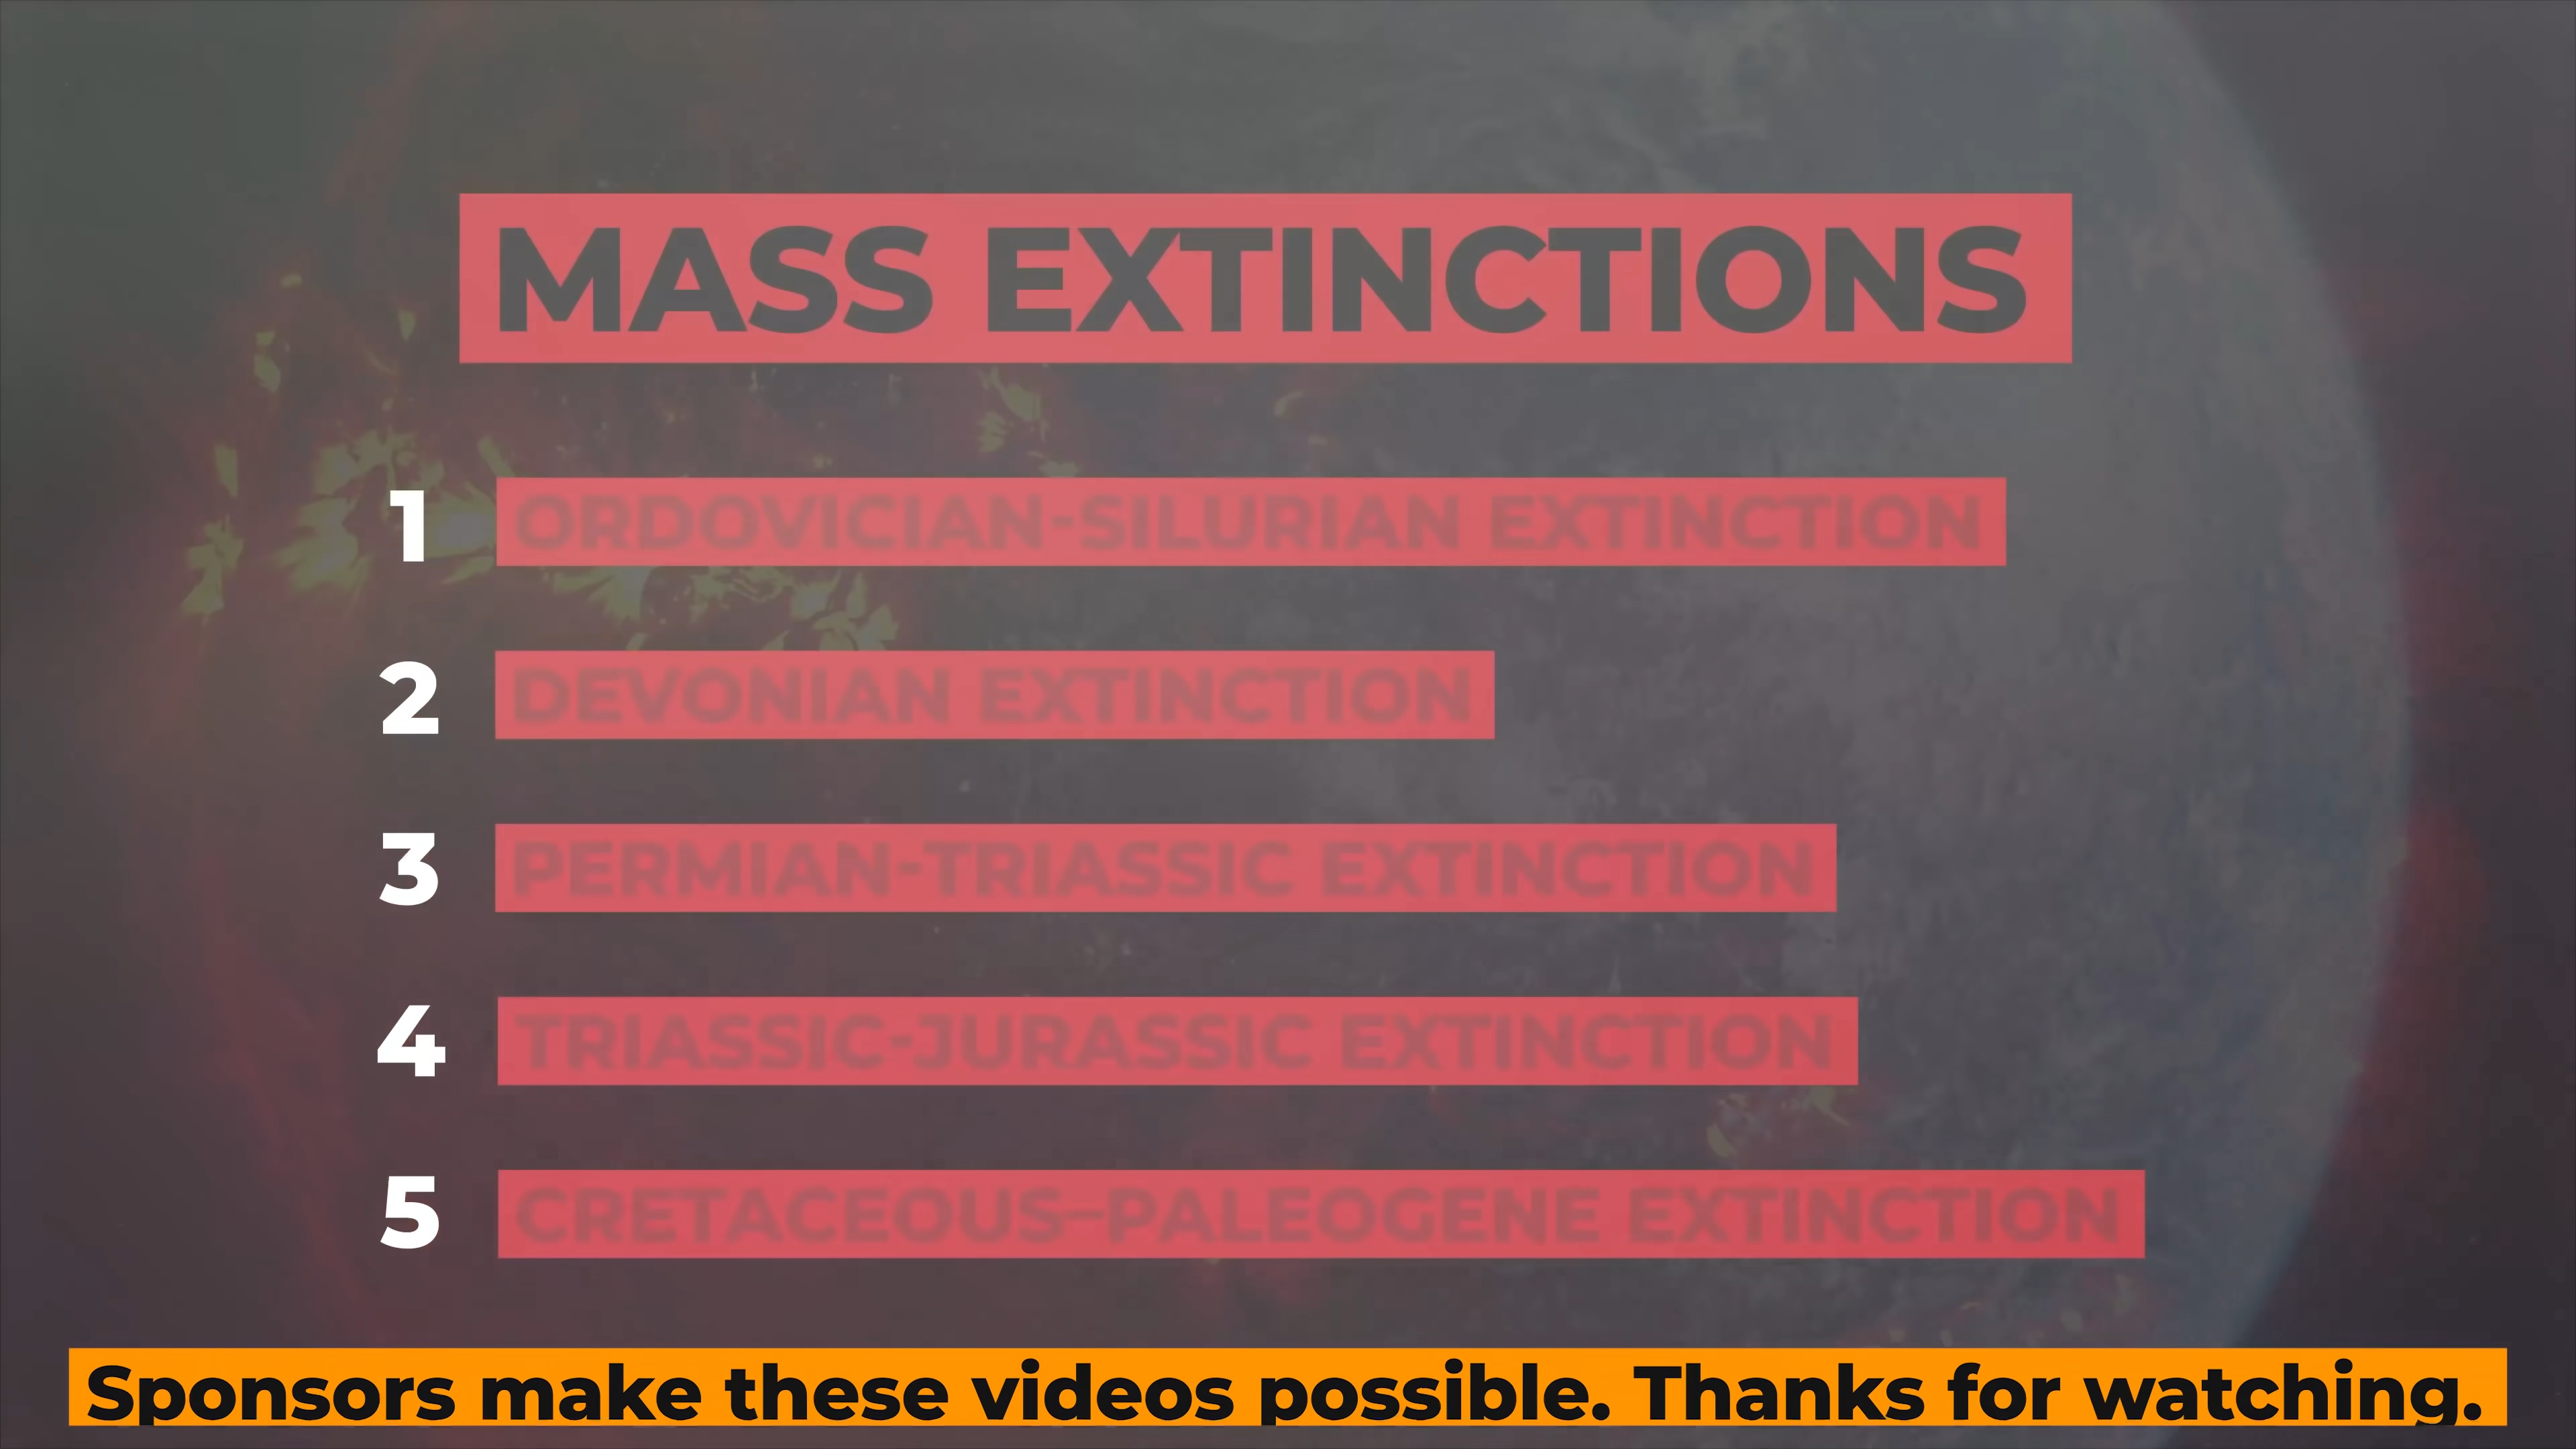 MASS EXTINCTIONS
1 ORDOVICIAN-SILURIAN EXTINCTION
2 DEVONIAN EXTINCTION
3 PERMIAN-TRIASSIC EXTINCTION
4 TRIASSIC-JURASSIC EXTINCTION
5 CRETACEOUS–PALEOGENE EXTINCTION
Sponsors make these videos possible. Thanks for watching.